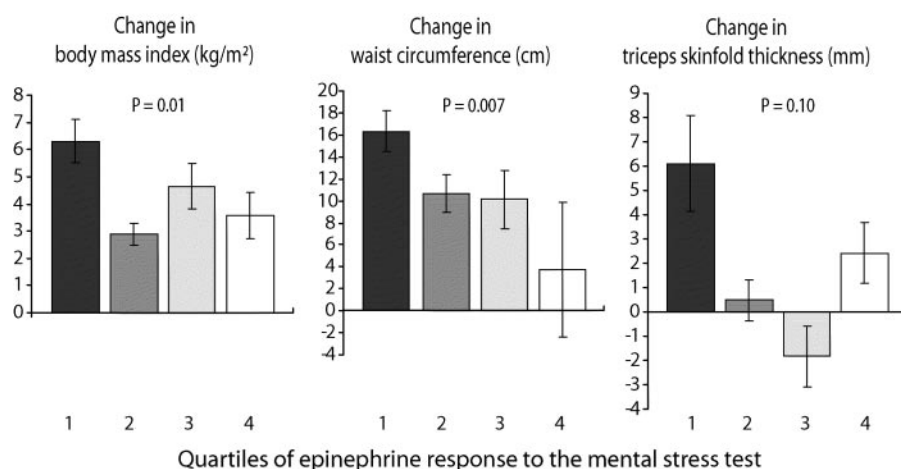 Change in
body mass index (kg/m²)
P = 0.01
8
7
6
5
4
3
2
1
0
1 2 3 4
Change in
waist circumference (cm)
P = 0.007
20
18
16
14
12
10
8
6
4
2
0
-2
-4
1 2 3 4
Change in
triceps skinfold thickness (mm)
P = 0.10
9
8
7
6
5
4
3
2
1
0
-1
-2
-3
-4
1 2 3 4
Quartiles of epinephrine response to the mental stress test